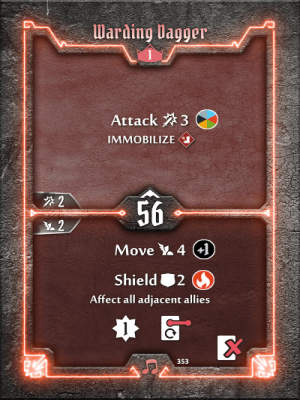 Warding Dagger
1
Attack 3
IMMOBILIZE
2
2
56
Move 4 +1
Shield 2
Affect all adjacent allies
1
353